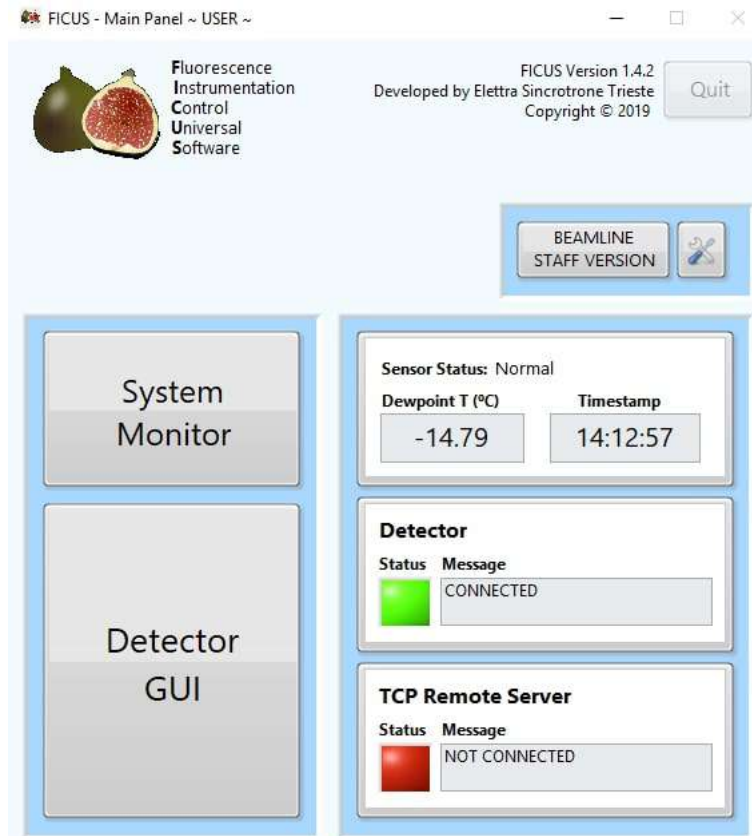 FICUS - Main Panel ~ USER ~
Fluorescence
Instrumentation
Control
Universal
Software
FICUS Version 1.4.2
Developed by Elettra Sincrotrone Trieste
Copyright © 2019
Quit
BEAMLINE
STAFF VERSION
System
Monitor
Detector
GUI
Sensor Status: Normal
Dewpoint T (ºC) Timestamp
-14.79 14:12:57
Detector
Status Message
CONNECTED
TCP Remote Server
Status Message
NOT CONNECTED